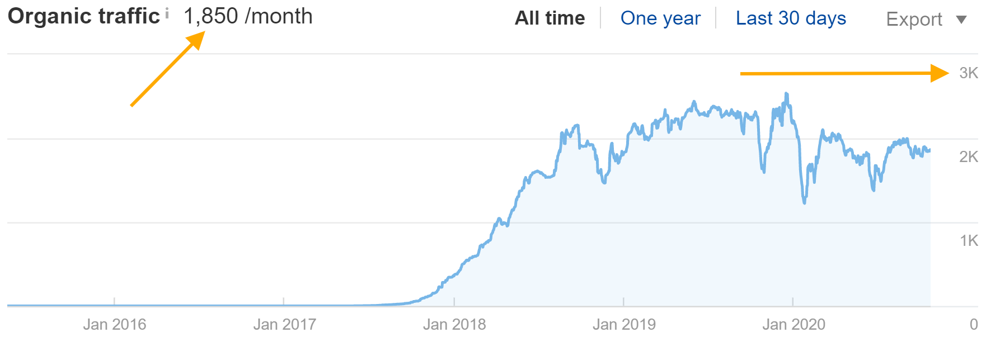 Organic traffic i 1,850 /month All time One year Last 30 days Export
3K
2K
1K
Jan 2016 Jan 2017 Jan 2018 Jan 2019 Jan 2020 0